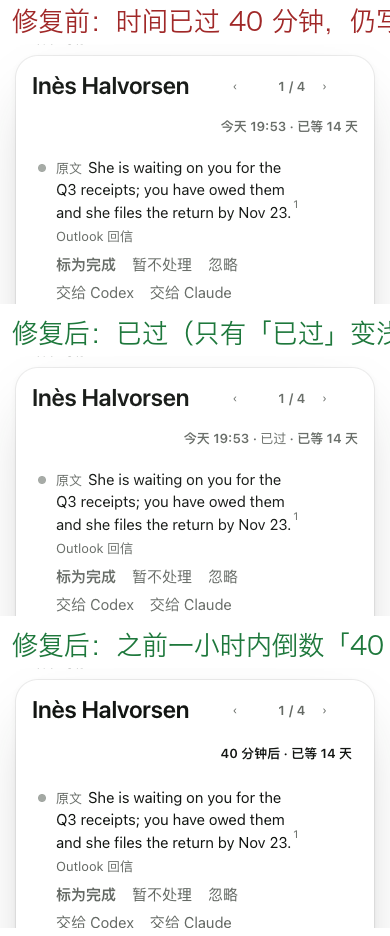 修复前：时间已过 40 分钟，仍写
Inès Halvorsen
‹ 1 / 4 ›
今天 19:53 · 已等 14 天
原文 She is waiting on you for the
Q3 receipts; you have owed them
and she files the return by Nov 23. 1
Outlook 回信
标为完成 暂不处理 忽略
交给 Codex 交给 Claude
修复后：已过（只有「已过」变浅
Inès Halvorsen
‹ 1 / 4 ›
今天 19:53 · 已过 · 已等 14 天
原文 She is waiting on you for the
Q3 receipts; you have owed them
and she files the return by Nov 23. 1
Outlook 回信
标为完成 暂不处理 忽略
交给 Codex 交给 Claude
修复后：之前一小时内倒数「40
Inès Halvorsen
‹ 1 / 4 ›
40 分钟后 · 已等 14 天
原文 She is waiting on you for the
Q3 receipts; you have owed them
and she files the return by Nov 23. 1
Outlook 回信
标为完成 暂不处理 忽略
交给 Codex 交给 Claude